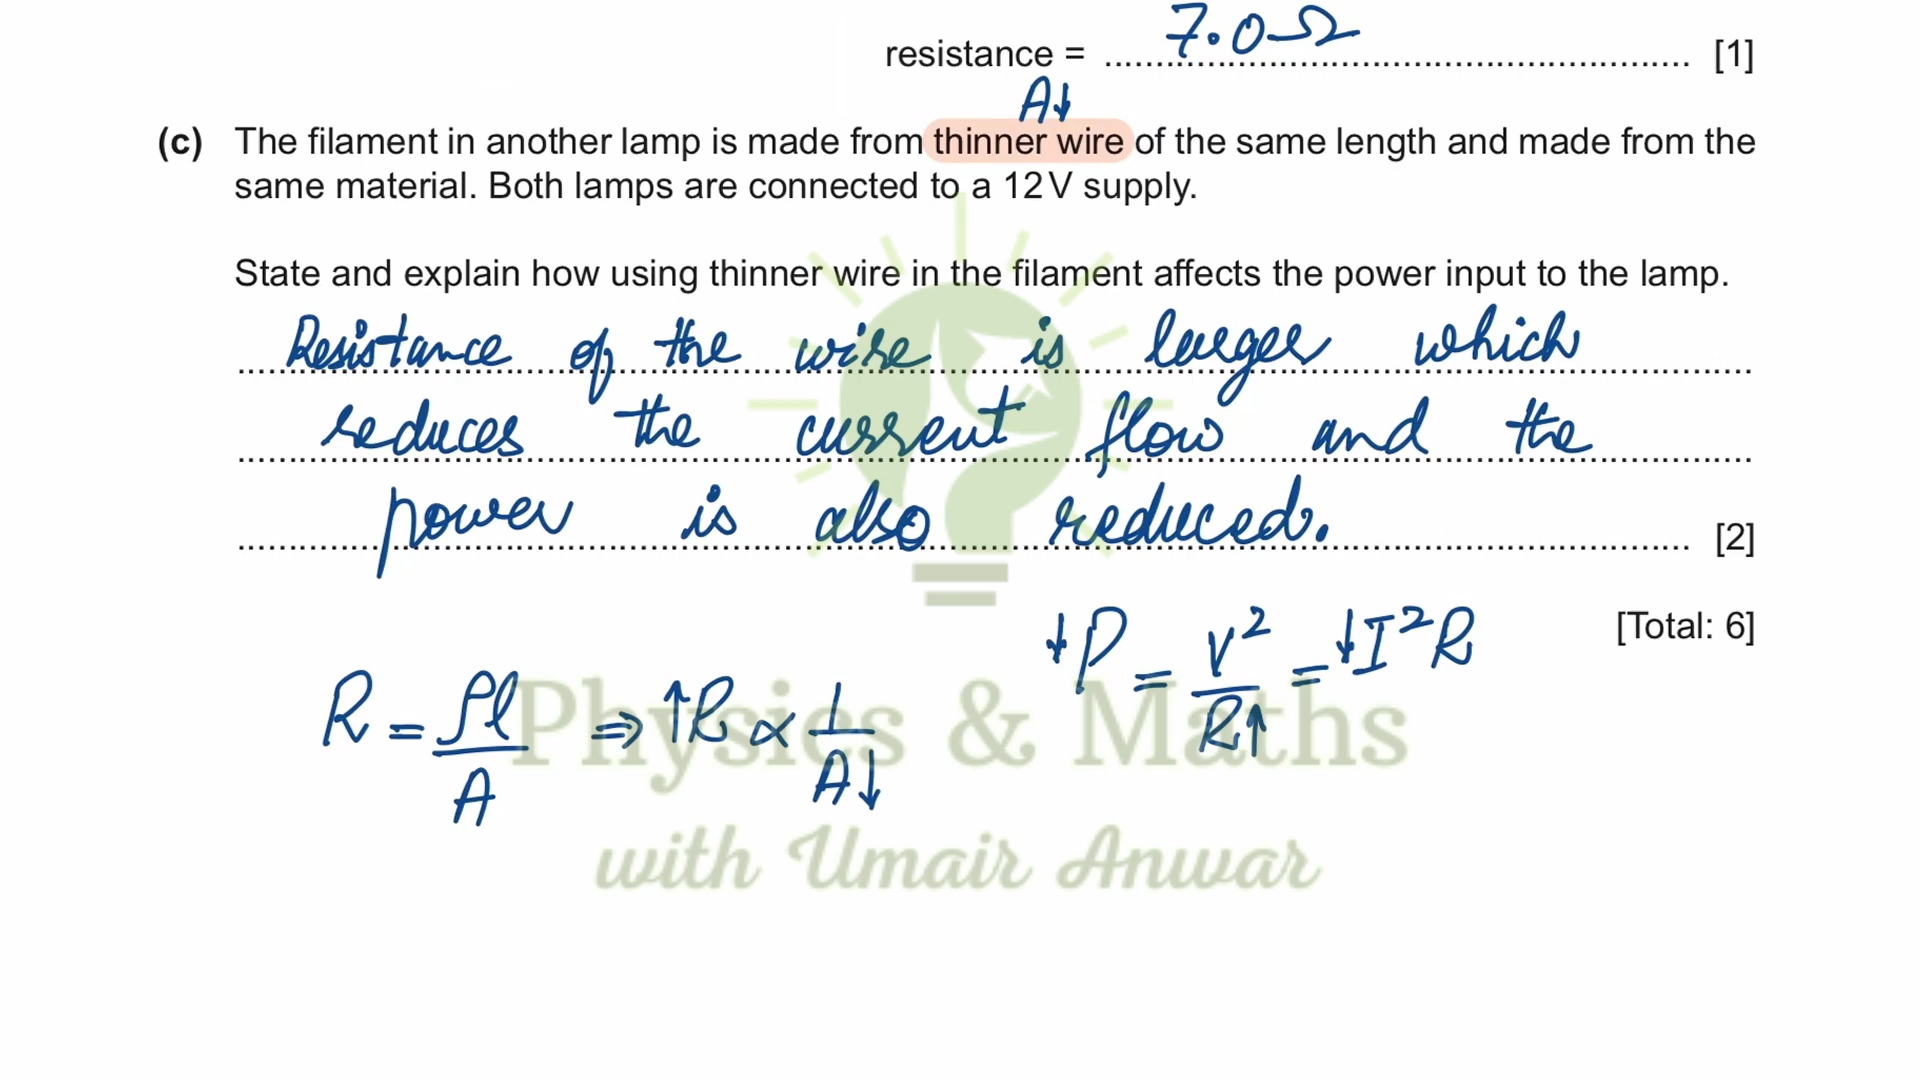 resistance = 7.0Ω [1]
A↓
(c) The filament in another lamp is made from thinner wire of the same length and made from the
same material. Both lamps are connected to a 12 V supply.
State and explain how using thinner wire in the filament affects the power input to the lamp.
Resistance of the wire is larger which
reduces the current flow and the
power is also reduced. [2]
[Total: 6]
↓P = V²/R↑ = ↓I²R
R = ρl/A ⇒ ↑R ∝ 1/A↓
Physics & Maths
with Umair Anwar